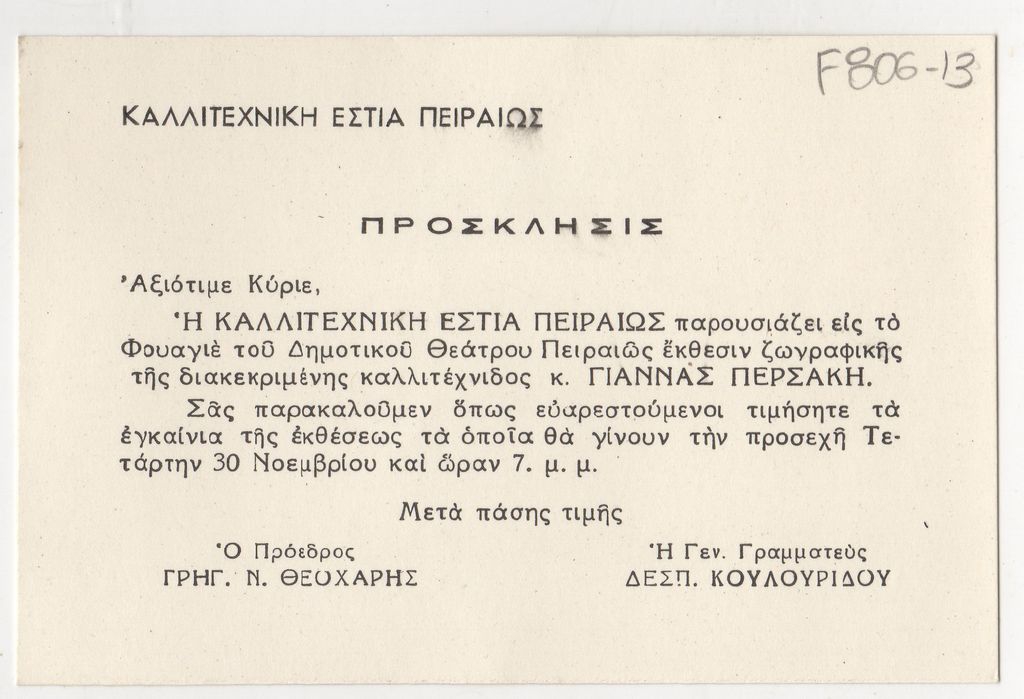 F806-13
ΚΑΛΛΙΤΕΧΝΙΚΗ ΕΣΤΙΑ ΠΕΙΡΑΙΩΣ
ΠΡΟΣΚΛΗΣΙΣ
Ἀξιότιμε Κύριε,
Ἡ ΚΑΛΛΙΤΕΧΝΙΚΗ ΕΣΤΙΑ ΠΕΙΡΑΙΩΣ παρουσιάζει εἰς τὸ
Φουαγιὲ τοῦ Δημοτικοῦ Θεάτρου Πειραιῶς ἔκθεσιν ζωγραφικῆς
τῆς διακεκριμένης καλλιτέχνιδος κ. ΓΙΑΝΝΑΣ ΠΕΡΣΑΚΗ.
Σᾶς παρακαλοῦμεν ὅπως εὐαρεστούμενοι τιμήσητε τὰ
ἐγκαίνια τῆς ἐκθέσεως τὰ ὁποῖα θὰ γίνουν τὴν προσεχῆ Τε-
τάρτην 30 Νοεμβρίου καὶ ὥραν 7. μ. μ.
Μετὰ πάσης τιμῆς
Ὁ Πρόεδρος Ἡ Γεν. Γραμματεὺς
ΓΡΗΓ. Ν. ΘΕΟΧΑΡΗΣ ΔΕΣΠ. ΚΟΥΛΟΥΡΙΔΟΥ